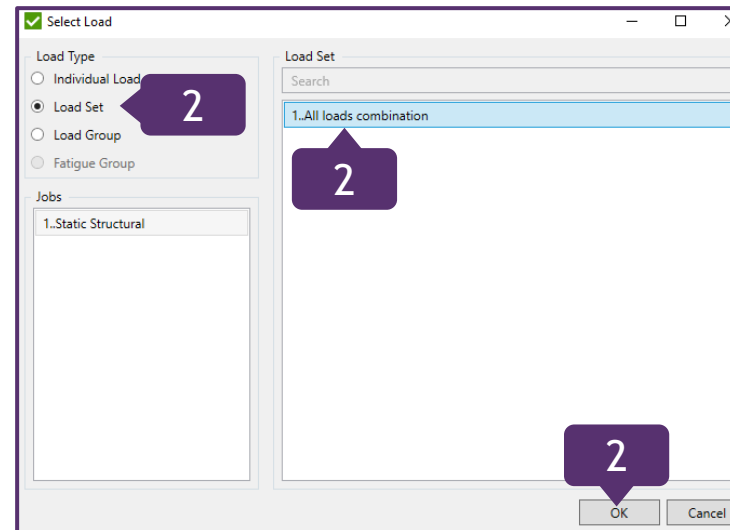 Select Load
Load Type
Individual Load
Load Set
Load Group
Fatigue Group
2
Jobs
1..Static Structural
Load Set
Search
1..All loads combination
2
2
OK
Cancel